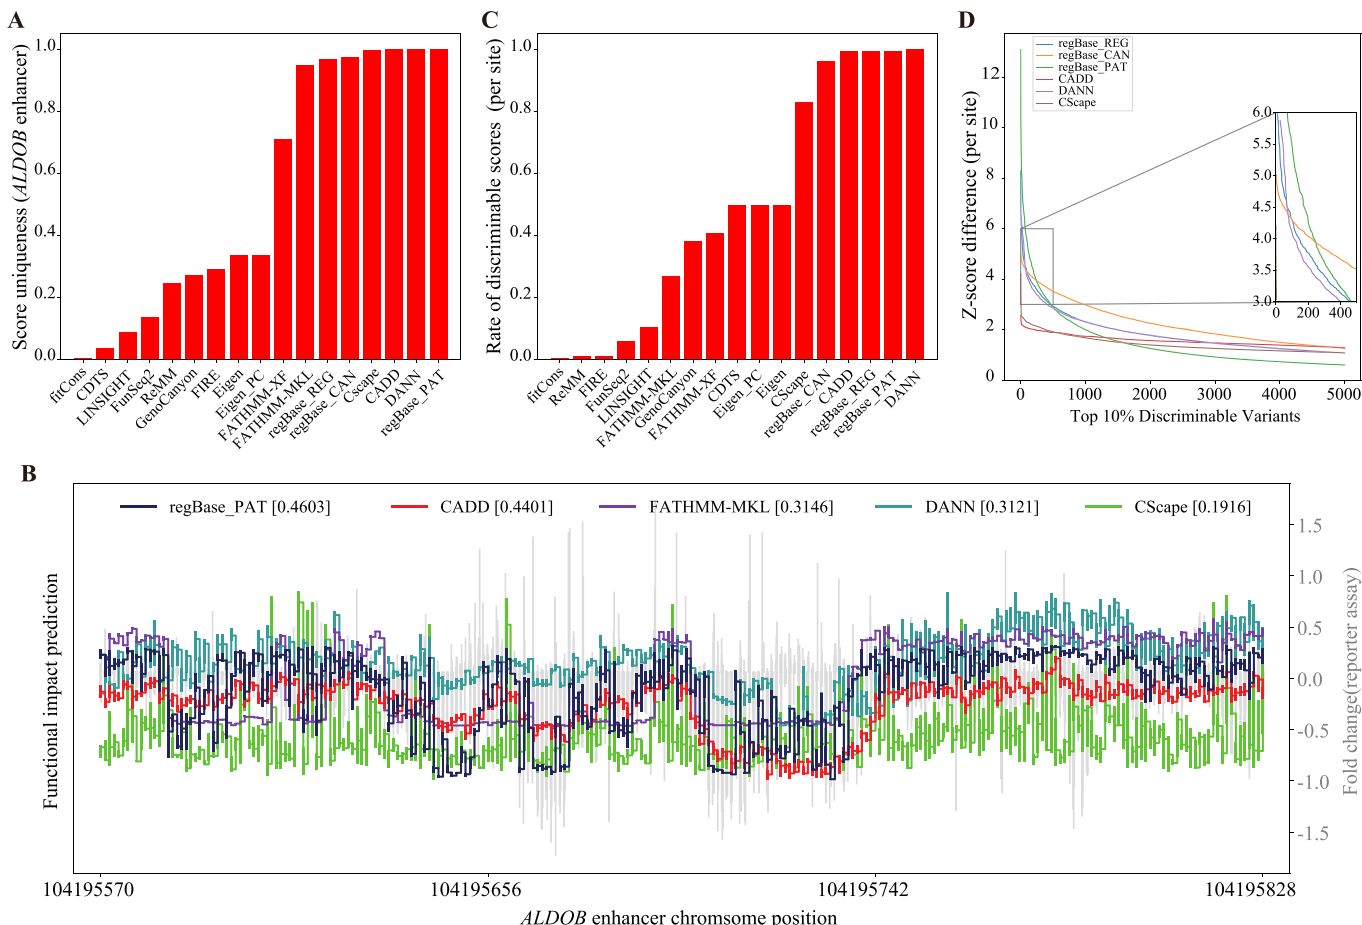 A
Score uniqueness (ALDOB enhancer)
1.0
0.8
0.6
0.4
0.2
0.0
fitCons
CDTS
LINSIGHT
FunSeq2
ReMM
GenoCanyon
FIRE
Eigen
Eigen_PC
FATHMM-XF
FATHMM-MKL
regBase_REG
regBase_CAN
Cscape
CADD
DANN
regBase_PAT
C
Rate of discriminable scores (per site)
1.0
0.8
0.6
0.4
0.2
0.0
fitCons
ReMM
FIRE
FunSeq2
LINSIGHT
FATHMM-MKL
GenoCanyon
FATHMM-XF
CDTS
Eigen_PC
Eigen
CScape
regBase_CAN
CADD
regBase_REG
regBase_PAT
DANN
D
Z-score difference (per site)
12
10
8
6
4
2
0
regBase_REG
regBase_CAN
regBase_PAT
CADD
DANN
CScape
6.0
5.0
4.0
3.0
0
200
400
0
1000
2000
3000
4000
5000
Top 10% Discriminable Variants
B
regBase_PAT [0.4603]
CADD [0.4401]
FATHMM-MKL [0.3146]
DANN [0.3121]
CScape [0.1916]
Functional impact prediction
1.5
1.0
0.5
0.0
-0.5
-1.0
-1.5
Fold change(reporter assay)
104195570
104195656
104195742
104195828
ALDOB enhancer chromsome position